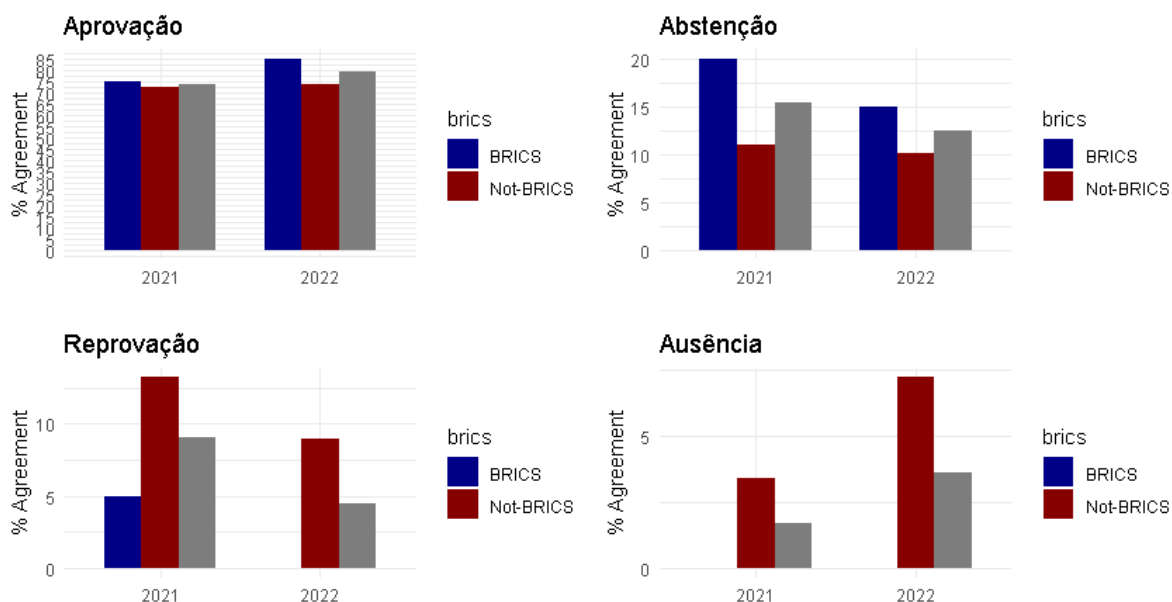 Aprovação
% Agreement
85
80
75
70
65
60
55
50
45
40
35
30
25
20
15
10
5
0
2021 2022
brics
BRICS
Not-BRICS
Abstenção
% Agreement
20
15
10
5
0
2021 2022
brics
BRICS
Not-BRICS
Reprovação
% Agreement
10
5
0
2021 2022
brics
BRICS
Not-BRICS
Ausência
% Agreement
5
0
2021 2022
brics
BRICS
Not-BRICS